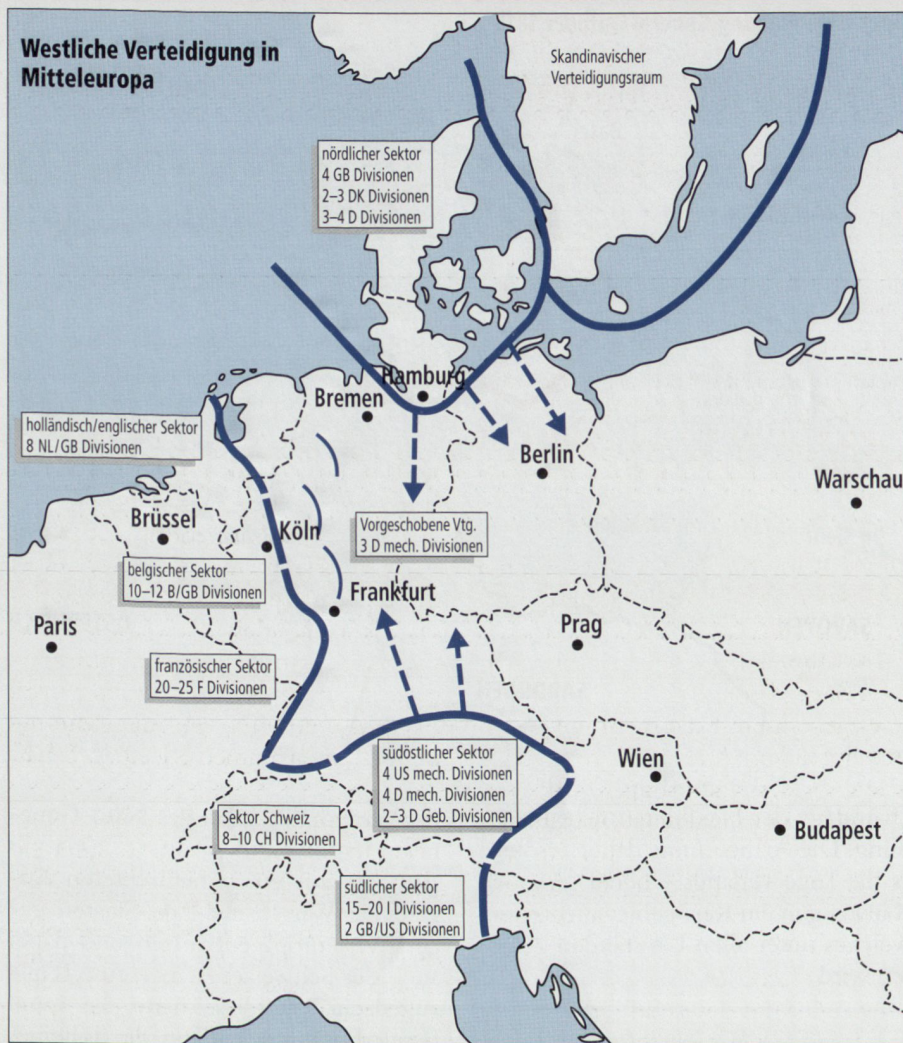 Westliche Verteidigung in
Mitteleuropa
Skandinavischer
Verteidigungsraum
nördlicher Sektor
4 GB Divisionen
2–3 DK Divisionen
3–4 D Divisionen
Hamburg
Bremen
holländisch/englischer Sektor
8 NL/GB Divisionen
Berlin
Warschau
Brüssel
Köln
Vorgeschobene Vtg.
3 D mech. Divisionen
belgischer Sektor
10–12 B/GB Divisionen
Frankfurt
Paris
Prag
französischer Sektor
20–25 F Divisionen
südöstlicher Sektor
4 US mech. Divisionen
4 D mech. Divisionen
2–3 D Geb. Divisionen
Wien
Sektor Schweiz
8–10 CH Divisionen
Budapest
südlicher Sektor
15–20 I Divisionen
2 GB/US Divisionen